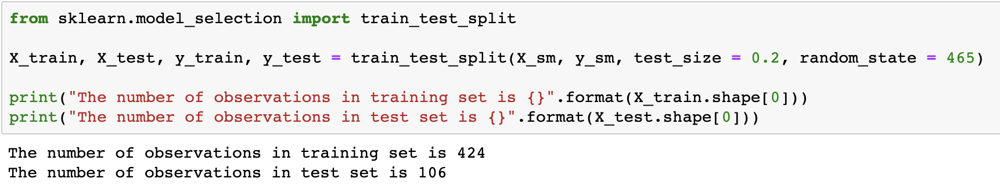 from sklearn.model_selection import train_test_split
X_train, X_test, y_train, y_test = train_test_split(X_sm, y_sm, test_size = 0.2, random_state = 465)
print("The number of observations in training set is {}".format(X_train.shape[0]))
print("The number of observations in test set is {}".format(X_test.shape[0]))
The number of observations in training set is 424
The number of observations in test set is 106